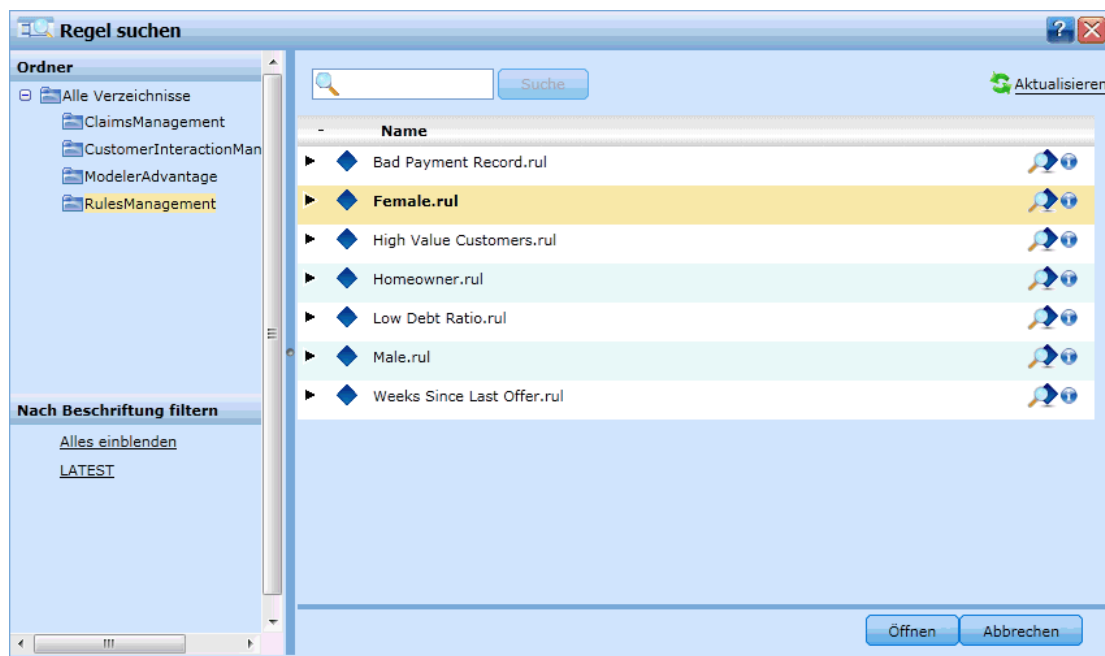 Regel suchen
Ordner
Alle Verzeichnisse
ClaimsManagement
CustomerInteractionMan
ModelerAdvantage
RulesManagement
Nach Beschriftung filtern
Alles einblenden
LATEST
Suche
Aktualisieren
- Name
Bad Payment Record.rul
Female.rul
High Value Customers.rul
Homeowner.rul
Low Debt Ratio.rul
Male.rul
Weeks Since Last Offer.rul
Öffnen
Abbrechen